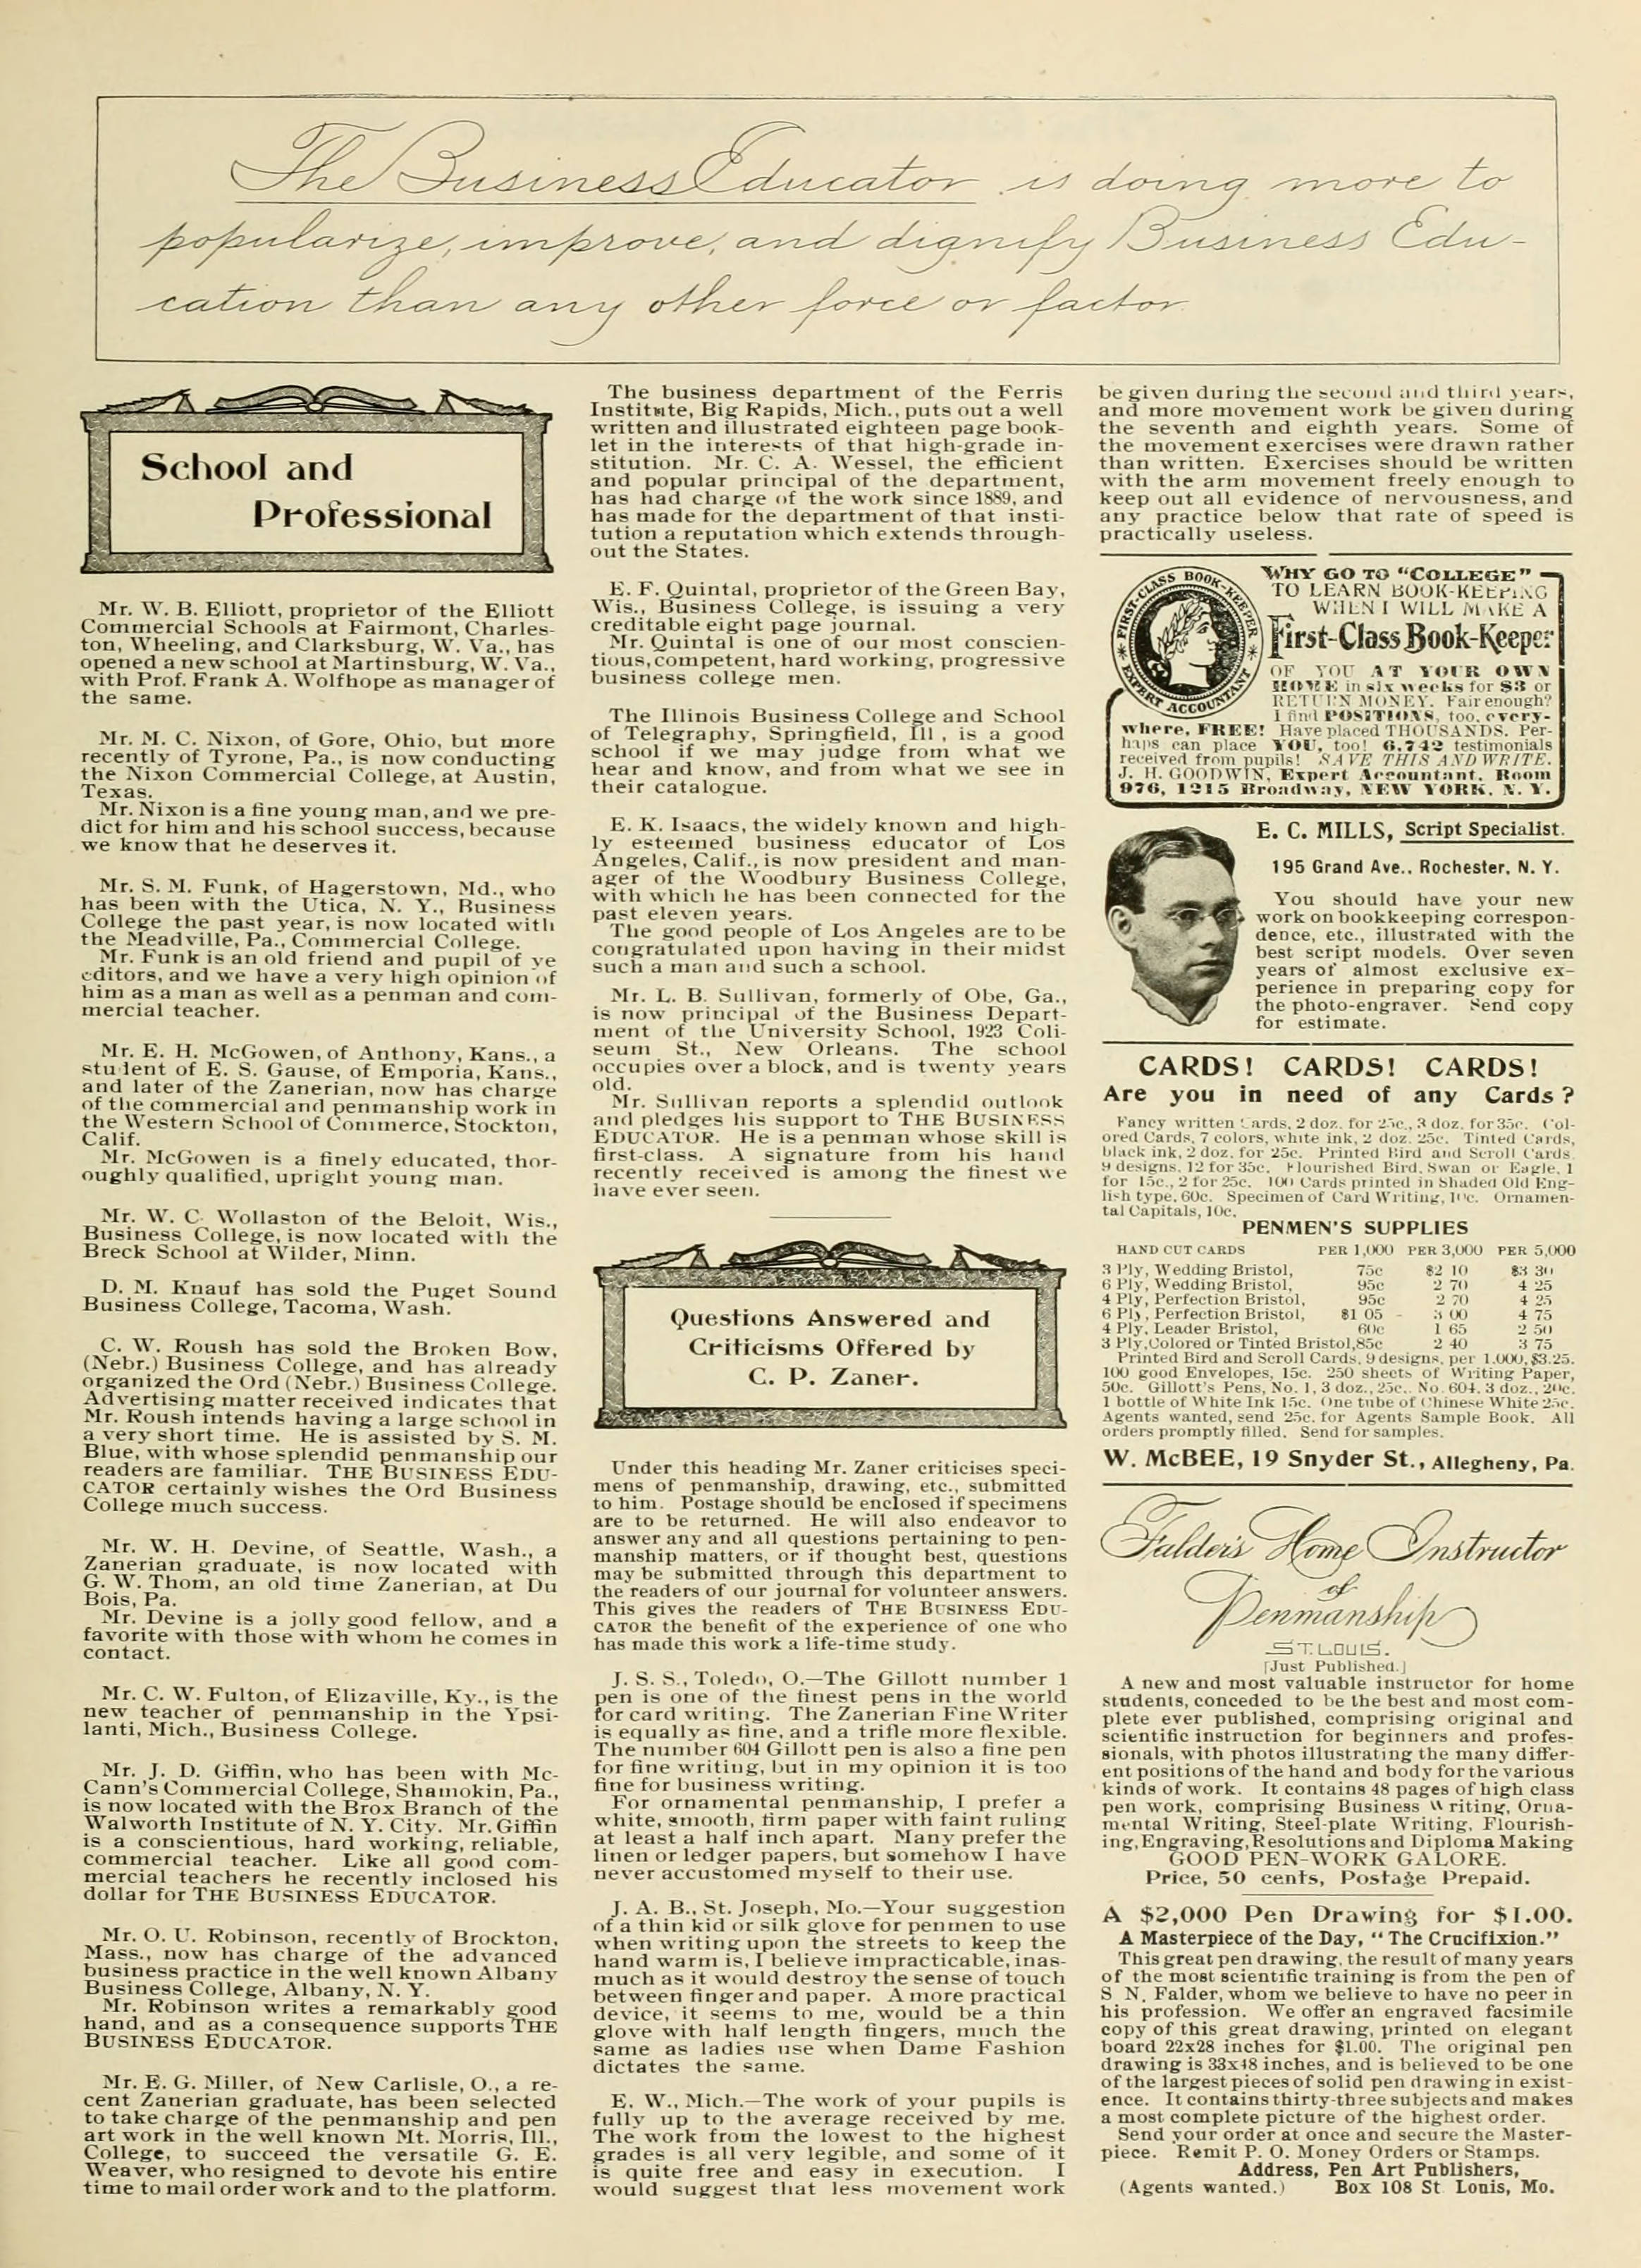 The Business Educator is doing more to
popularize, improve, and dignify Business Edu-
cation than any other force or factor
School and
Professional
Mr. W. B. Elliott, proprietor of the Elliott
Commercial Schools at Fairmont, Charles-
ton, Wheeling, and Clarksburg, W. Va., has
opened a new school at Martinsburg, W. Va.,
with Prof. Frank A. Wolfhope as manager of
the same.
Mr. M. C. Nixon, of Gore, Ohio, but more
recently of Tyrone, Pa., is now conducting
the Nixon Commercial College, at Austin,
Texas.
Mr. Nixon is a fine young man, and we pre-
dict for him and his school success, because
we know that he deserves it.
Mr. S. M. Funk, of Hagerstown, Md., who
has been with the Utica, N. Y., Business
College the past year, is now located with
the Meadville, Pa., Commercial College.
Mr. Funk is an old friend and pupil of ye
editors, and we have a very high opinion of
him as a man as well as a penman and com-
mercial teacher.
Mr. E. H. McGowen, of Anthony, Kans., a
student of E. S. Gause, of Emporia, Kans.,
and later of the Zanerian, now has charge
of the commercial and penmanship work in
the Western School of Commerce, Stockton,
Calif.
Mr. McGowen is a finely educated, thor-
oughly qualified, upright young man.
Mr. W. C. Wollaston of the Beloit, Wis.,
Business College, is now located with the
Breck School at Wilder, Minn.
D. M. Knauf has sold the Puget Sound
Business College, Tacoma, Wash.
C. W. Roush has sold the Broken Bow,
(Nebr.) Business College, and has already
organized the Ord (Nebr.) Business College.
Advertising matter received indicates that
Mr. Roush intends having a large school in
a very short time. He is assisted by S. M.
Blue, with whose splendid penmanship our
readers are familiar. THE BUSINESS EDU-
CATOR certainly wishes the Ord Business
College much success.
Mr. W. H. Devine, of Seattle, Wash., a
Zanerian graduate, is now located with
G. W. Thom, an old time Zanerian, at Du
Bois, Pa.
Mr. Devine is a jolly good fellow, and a
favorite with those with whom he comes in
contact.
Mr. C. W. Fulton, of Elizaville, Ky., is the
new teacher of penmanship in the Ypsi-
lanti, Mich., Business College.
Mr. J. D. Giffin, who has been with Mc-
Cann's Commercial College, Shamokin, Pa.,
is now located with the Brox Branch of the
Walworth Institute of N. Y. City. Mr. Giffin
is a conscientious, hard working, reliable,
commercial teacher. Like all good com-
mercial teachers he recently inclosed his
dollar for THE BUSINESS EDUCATOR.
Mr. O. U. Robinson, recently of Brockton,
Mass., now has charge of the advanced
business practice in the well known Albany
Business College, Albany, N. Y.
Mr. Robinson writes a remarkably good
hand, and as a consequence supports THE
BUSINESS EDUCATOR.
Mr. E. G. Miller, of New Carlisle, O., a re-
cent Zanerian graduate, has been selected
to take charge of the penmanship and pen
art work in the well known Mt. Morris, Ill.,
College, to succeed the versatile G. E.
Weaver, who resigned to devote his entire
time to mail order work and to the platform.
The business department of the Ferris
Institute, Big Rapids, Mich., puts out a well
written and illustrated eighteen page book-
let in the interests of that high-grade in-
stitution. Mr. C. A. Wessel, the efficient
and popular principal of the department,
has had charge of the work since 1889, and
has made for the department of that insti-
tution a reputation which extends through-
out the States.
E. F. Quintal, proprietor of the Green Bay,
Wis., Business College, is issuing a very
creditable eight page journal.
Mr. Quintal is one of our most conscien-
tious, competent, hard working, progressive
business college men.
The Illinois Business College and School
of Telegraphy, Springfield, Ill , is a good
school if we may judge from what we
hear and know, and from what we see in
their catalogue.
E. K. Isaacs, the widely known and high-
ly esteemed business educator of Los
Angeles, Calif., is now president and man-
ager of the Woodbury Business College,
with which he has been connected for the
past eleven years.
The good people of Los Angeles are to be
congratulated upon having in their midst
such a man and such a school.
Mr. L. B. Sullivan, formerly of Obe, Ga.,
is now principal of the Business Depart-
ment of the University School, 1923 Coli-
seum St., New Orleans. The school
occupies over a block, and is twenty years
old.
Mr. Sullivan reports a splendid outlook
and pledges his support to THE BUSINESS
EDUCATOR. He is a penman whose skill is
first-class. A signature from his hand
recently received is among the finest we
have ever seen.
Questions Answered and
Criticisms Offered by
C. P. Zaner.
Under this heading Mr. Zaner criticises speci-
mens of penmanship, drawing, etc., submitted
to him. Postage should be enclosed if specimens
are to be returned. He will also endeavor to
answer any and all questions pertaining to pen-
manship matters, or if thought best, questions
may be submitted through this department to
the readers of our journal for volunteer answers.
This gives the readers of THE BUSINESS EDU-
CATOR the benefit of the experience of one who
has made this work a life-time study.
J. S. S., Toledo, O.—The Gillott number 1
pen is one of the finest pens in the world
for card writing. The Zanerian Fine Writer
is equally as fine, and a trifle more flexible.
The number 604 Gillott pen is also a fine pen
for fine writing, but in my opinion it is too
fine for business writing.
For ornamental penmanship, I prefer a
white, smooth, firm paper with faint ruling
at least a half inch apart. Many prefer the
linen or ledger papers, but somehow I have
never accustomed myself to their use.
J. A. B., St. Joseph, Mo.—Your suggestion
of a thin kid or silk glove for penmen to use
when writing upon the streets to keep the
hand warm is, I believe impracticable, inas-
much as it would destroy the sense of touch
between finger and paper. A more practical
device, it seems to me, would be a thin
glove with half length fingers, much the
same as ladies use when Dame Fashion
dictates the same.
E. W., Mich.—The work of your pupils is
fully up to the average received by me.
The work from the lowest to the highest
grades is all very legible, and some of it
is quite free and easy in execution. I
would suggest that less movement work
be given during the second and third years,
and more movement work be given during
the seventh and eighth years. Some of
the movement exercises were drawn rather
than written. Exercises should be written
with the arm movement freely enough to
keep out all evidence of nervousness, and
any practice below that rate of speed is
practically useless.
FIRST-CLASS BOOK-KEEPER
EXPERT ACCOUNTANT
WHY GO TO "COLLEGE"
TO LEARN BOOK-KEEPING
WHEN I WILL MAKE A
First-Class Book-Keeper
OF YOU AT YOUR OWN
HOME in six weeks for $3 or
RETURN MONEY. Fair enough?
I find POSITIONS, too, every-
where, FREE! Have placed THOUSANDS. Per-
haps can place YOU, too! 6,742 testimonials
received from pupils! SAVE THIS AND WRITE.
J. H. GOODWIN, Expert Accountant, Room
976, 1215 Broadway, NEW YORK, N. Y.
E. C. MILLS, Script Specialist.
195 Grand Ave., Rochester, N. Y.
You should have your new
work on bookkeeping correspon-
dence, etc., illustrated with the
best script models. Over seven
years of almost exclusive ex-
perience in preparing copy for
the photo-engraver. Send copy
for estimate.
CARDS! CARDS! CARDS!
Are you in need of any Cards?
Fancy written Cards, 2 doz. for 25c., 3 doz. for 35c. Col-
ored Cards, 7 colors, white ink, 2 doz. 25c. Tinted Cards,
black ink, 2 doz. for 25c. Printed Bird and Scroll Cards.
9 designs, 12 for 35c. Flourished Bird, Swan or Eagle, 1
for 15c., 2 for 25c. 100 Cards printed in Shaded Old Eng-
lish type, 60c. Specimen of Card Writing, 10c. Ornamen-
tal Capitals, 10c.
PENMEN'S SUPPLIES
HAND CUT CARDS PER 1,000 PER 3,000 PER 5,000
3 Ply, Wedding Bristol, 75c $2 10 $3 30
6 Ply, Wedding Bristol, 95c 2 70 4 25
4 Ply, Perfection Bristol, 95c 2 70 4 25
6 Ply, Perfection Bristol, $1 05 - 3 00 4 75
4 Ply, Leader Bristol, 60c 1 65 2 50
3 Ply, Colored or Tinted Bristol, 85c 2 40 3 75
Printed Bird and Scroll Cards, 9 designs, per 1.000, $3.25.
100 good Envelopes, 15c. 250 sheets of Writing Paper,
50c. Gillott's Pens, No. 1, 3 doz., 25c., No. 604, 3 doz., 20c.
1 bottle of White Ink 15c. One tube of Chinese White 25c.
Agents wanted, send 25c. for Agents Sample Book. All
orders promptly filled. Send for samples.
W. McBEE, 19 Snyder St., Allegheny, Pa.
Falder's Home Instructor
of
Penmanship
ST. LOUIS.
[Just Published.]
A new and most valuable instructor for home
students, conceded to be the best and most com-
plete ever published, comprising original and
scientific instruction for beginners and profes-
sionals, with photos illustrating the many differ-
ent positions of the hand and body for the various
kinds of work. It contains 48 pages of high class
pen work, comprising Business Writing, Orna-
mental Writing, Steel-plate Writing, Flourish-
ing, Engraving, Resolutions and Diploma Making
GOOD PEN-WORK GALORE.
Price, 50 cents, Postage Prepaid.
A $2,000 Pen Drawing for $1.00.
A Masterpiece of the Day, "The Crucifixion."
This great pen drawing, the result of many years
of the most scientific training is from the pen of
S N. Falder, whom we believe to have no peer in
his profession. We offer an engraved facsimile
copy of this great drawing, printed on elegant
board 22x28 inches for $1.00. The original pen
drawing is 33x48 inches, and is believed to be one
of the largest pieces of solid pen drawing in exist-
ence. It contains thirty-three subjects and makes
a most complete picture of the highest order.
Send your order at once and secure the Master-
piece. Remit P. O. Money Orders or Stamps.
Address, Pen Art Publishers,
(Agents wanted.) Box 108 St Louis, Mo.